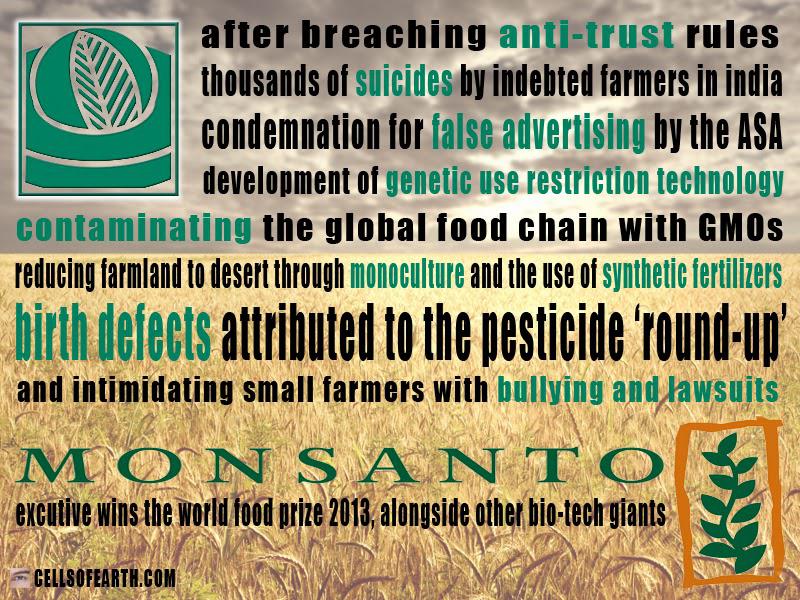 after breaching anti-trust rules
thousands of suicides by indebted farmers in india
condemnation for false advertising by the ASA
development of genetic use restriction technology
contaminating the global food chain with GMOs
reducing farmland to desert through monoculture and the use of synthetic fertilizers
birth defects attributed to the pesticide ‘round-up’
and intimidating small farmers with bullying and lawsuits
MONSANTO
excutive wins the world food prize 2013, alongside other bio-tech giants
CELLSOFEARTH.COM